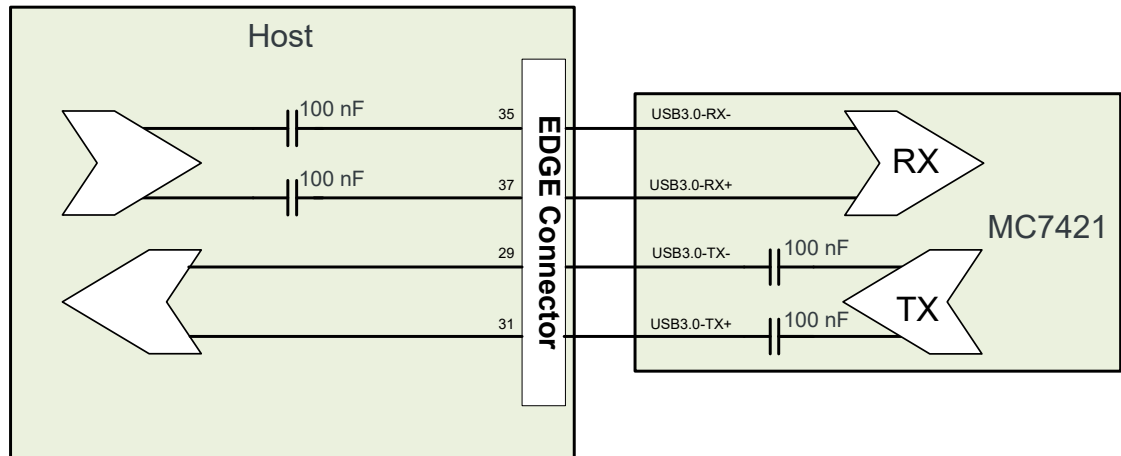 Host
100 nF
35
USB3.0-RX-
100 nF
37
USB3.0-RX+
RX
EDGE Connector
MC7421
29
USB3.0-TX-
100 nF
31
USB3.0-TX+
100 nF
TX